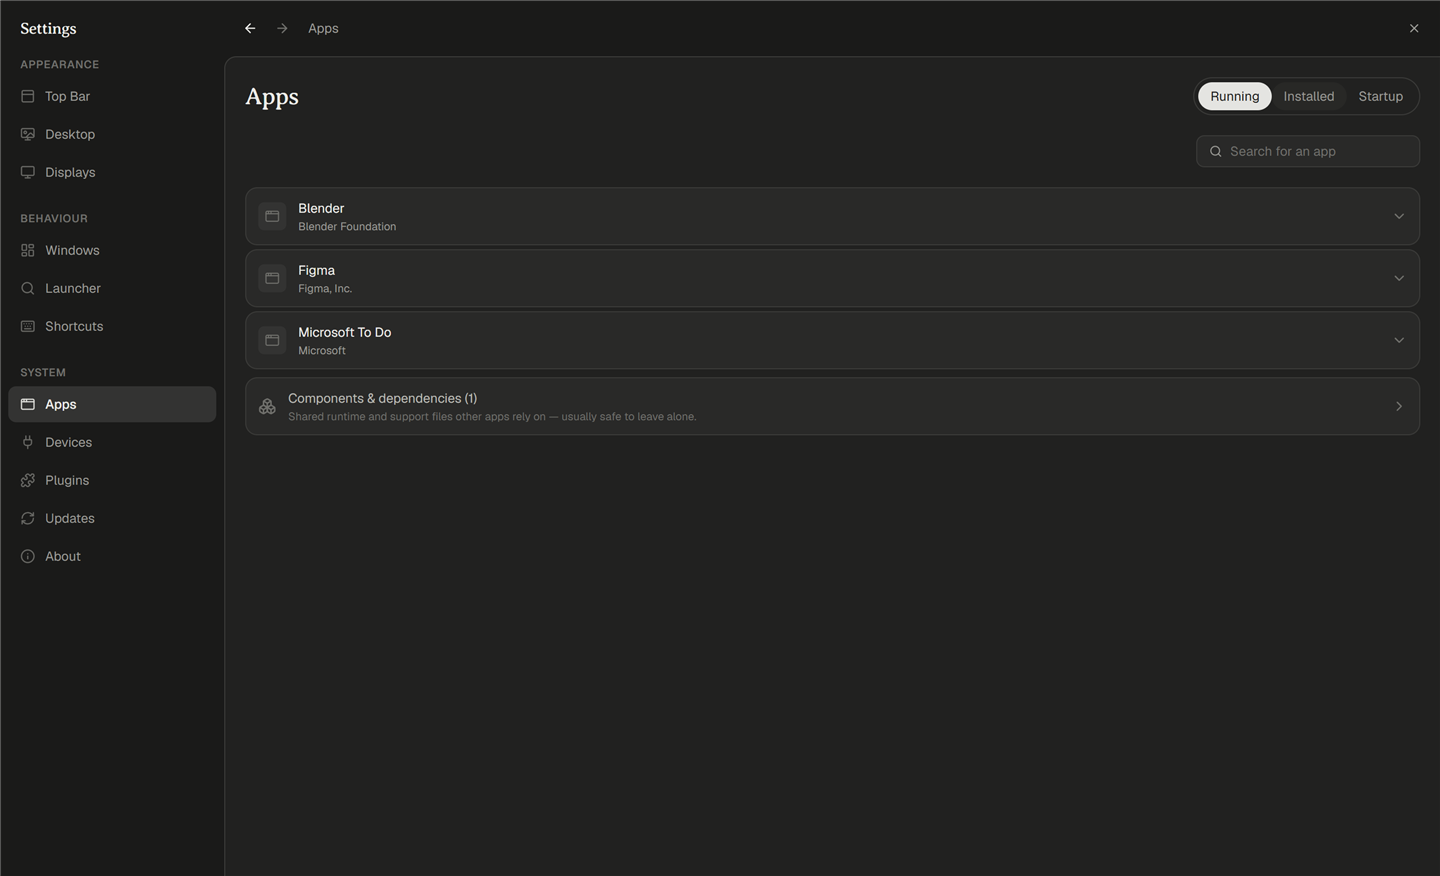 Settings
Apps
APPEARANCE
Top Bar
Desktop
Displays
BEHAVIOUR
Windows
Launcher
Shortcuts
SYSTEM
Apps
Devices
Plugins
Updates
About
Apps
Running
Installed
Startup
Search for an app
Blender
Blender Foundation
Figma
Figma, Inc.
Microsoft To Do
Microsoft
Components & dependencies (1)
Shared runtime and support files other apps rely on — usually safe to leave alone.